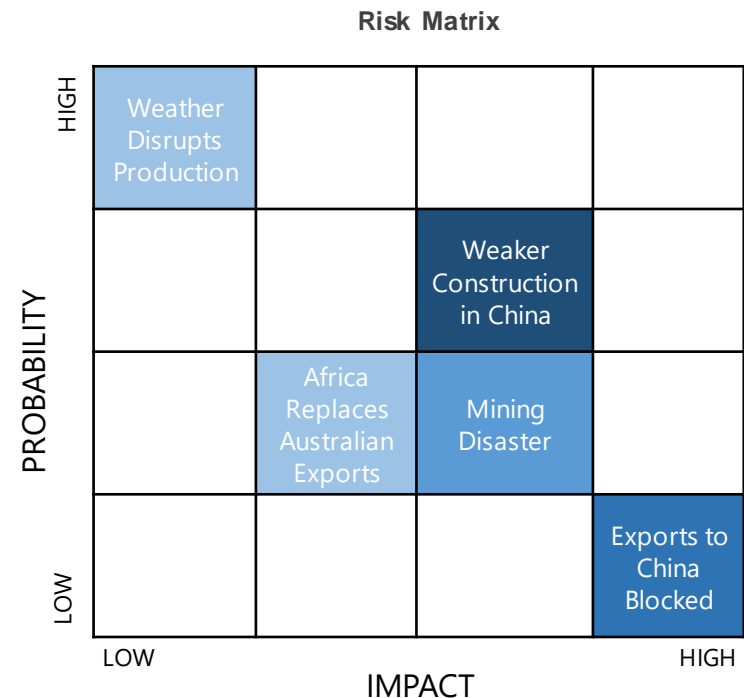 Risk Matrix
HIGH
Weather
Disrupts
Production
Weaker
Construction
in China
PROBABILITY
Africa
Replaces
Australian
Exports
Mining
Disaster
Exports to
China
Blocked
LOW
LOW
HIGH
IMPACT